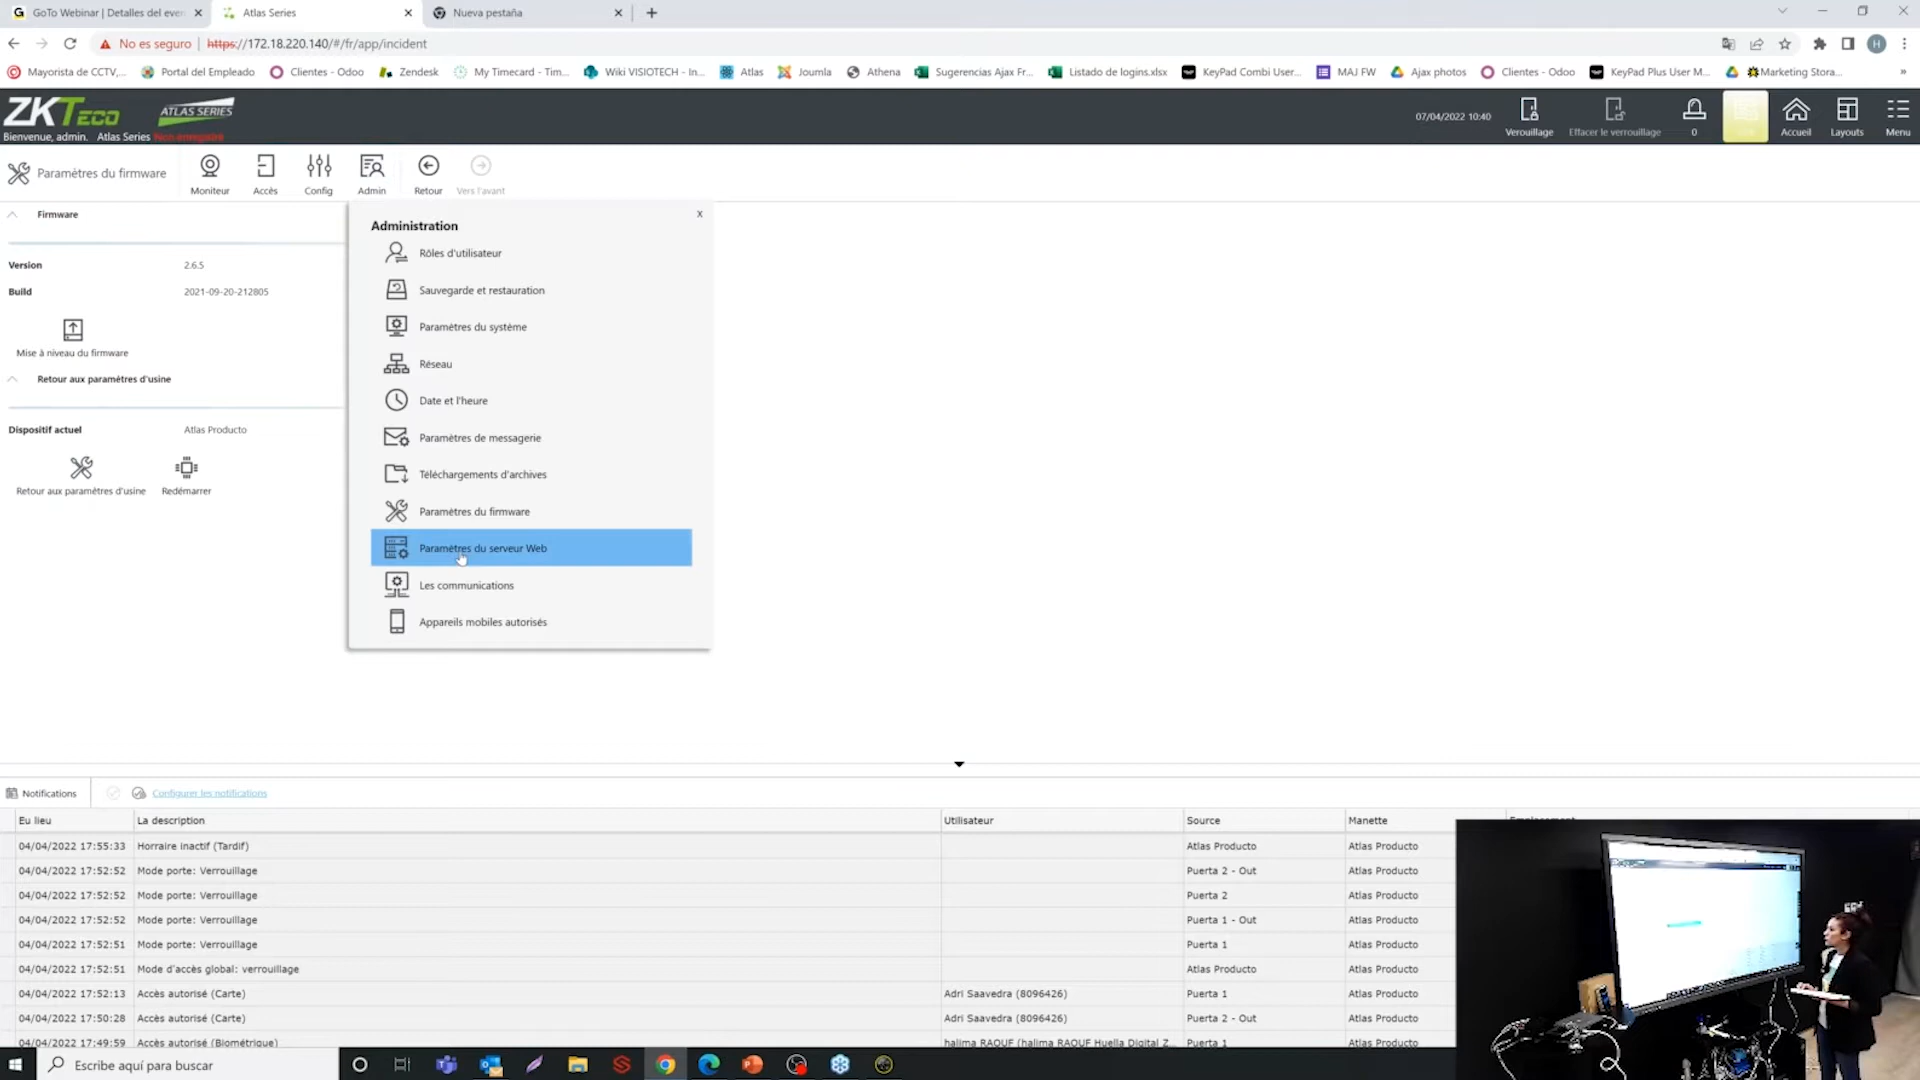 GoTo Webinar | Detalles del even
Atlas Series
Nueva pestaña
No es seguro | https://172.18.220.140/#/fr/app/incident
Mayorista de CCTV,... Portal del Empleado Clientes - Odoo Zendesk My Timecard - Tim... Wiki VISIOTECH - In... Atlas Joomla Athena Sugerencias Ajax Fr... Listado de logins.xlsx KeyPad Combi User... MAJ FW Ajax photos Clientes - Odoo KeyPad Plus User M... Marketing Stora... »
ZKTeco ATLAS SERIES
Bienvenue, admin. Atlas Series Non enregistré
07/04/2022 10:40 Verouillage Effacer le verrouillage 0 Accueil Layouts Menu
Paramètres du firmware
Moniteur Accès Config Admin Retour Vers l'avant
Firmware
Version 2.6.5
Build 2021-09-20-212805
Mise à niveau du firmware
Retour aux paramètres d'usine
Dispositif actuel Atlas Producto
Retour aux paramètres d'usine Redémarrer
x
Administration
Rôles d'utilisateur
Sauvegarde et restauration
Paramètres du système
Réseau
Date et l'heure
Paramètres de messagerie
Téléchargements d'archives
Paramètres du firmware
Paramètres du serveur Web
Les communications
Appareils mobiles autorisés
Notifications Configurer les notifications
Eu lieu La description Utilisateur Source Manette
04/04/2022 17:55:33 Horraire inactif (Tardif) Atlas Producto Atlas Producto
04/04/2022 17:52:52 Mode porte: Verrouillage Puerta 2 - Out Atlas Producto
04/04/2022 17:52:52 Mode porte: Verrouillage Puerta 2 Atlas Producto
04/04/2022 17:52:52 Mode porte: Verrouillage Puerta 1 - Out Atlas Producto
04/04/2022 17:52:51 Mode porte: Verrouillage Puerta 1 Atlas Producto
04/04/2022 17:52:51 Mode d'accès global: verrouillage Atlas Producto Atlas Producto
04/04/2022 17:52:13 Accès autorisé (Carte) Adri Saavedra (8096426) Puerta 1 Atlas Producto
04/04/2022 17:50:28 Accès autorisé (Carte) Adri Saavedra (8096426) Puerta 2 - Out Atlas Producto
04/04/2022 17:49:59 Accès autorisé (Biométrique) halima RAOUF (halima RAOUF Huella Digital Z... Puerta 1 Atlas Producto
Escribe aquí para buscar